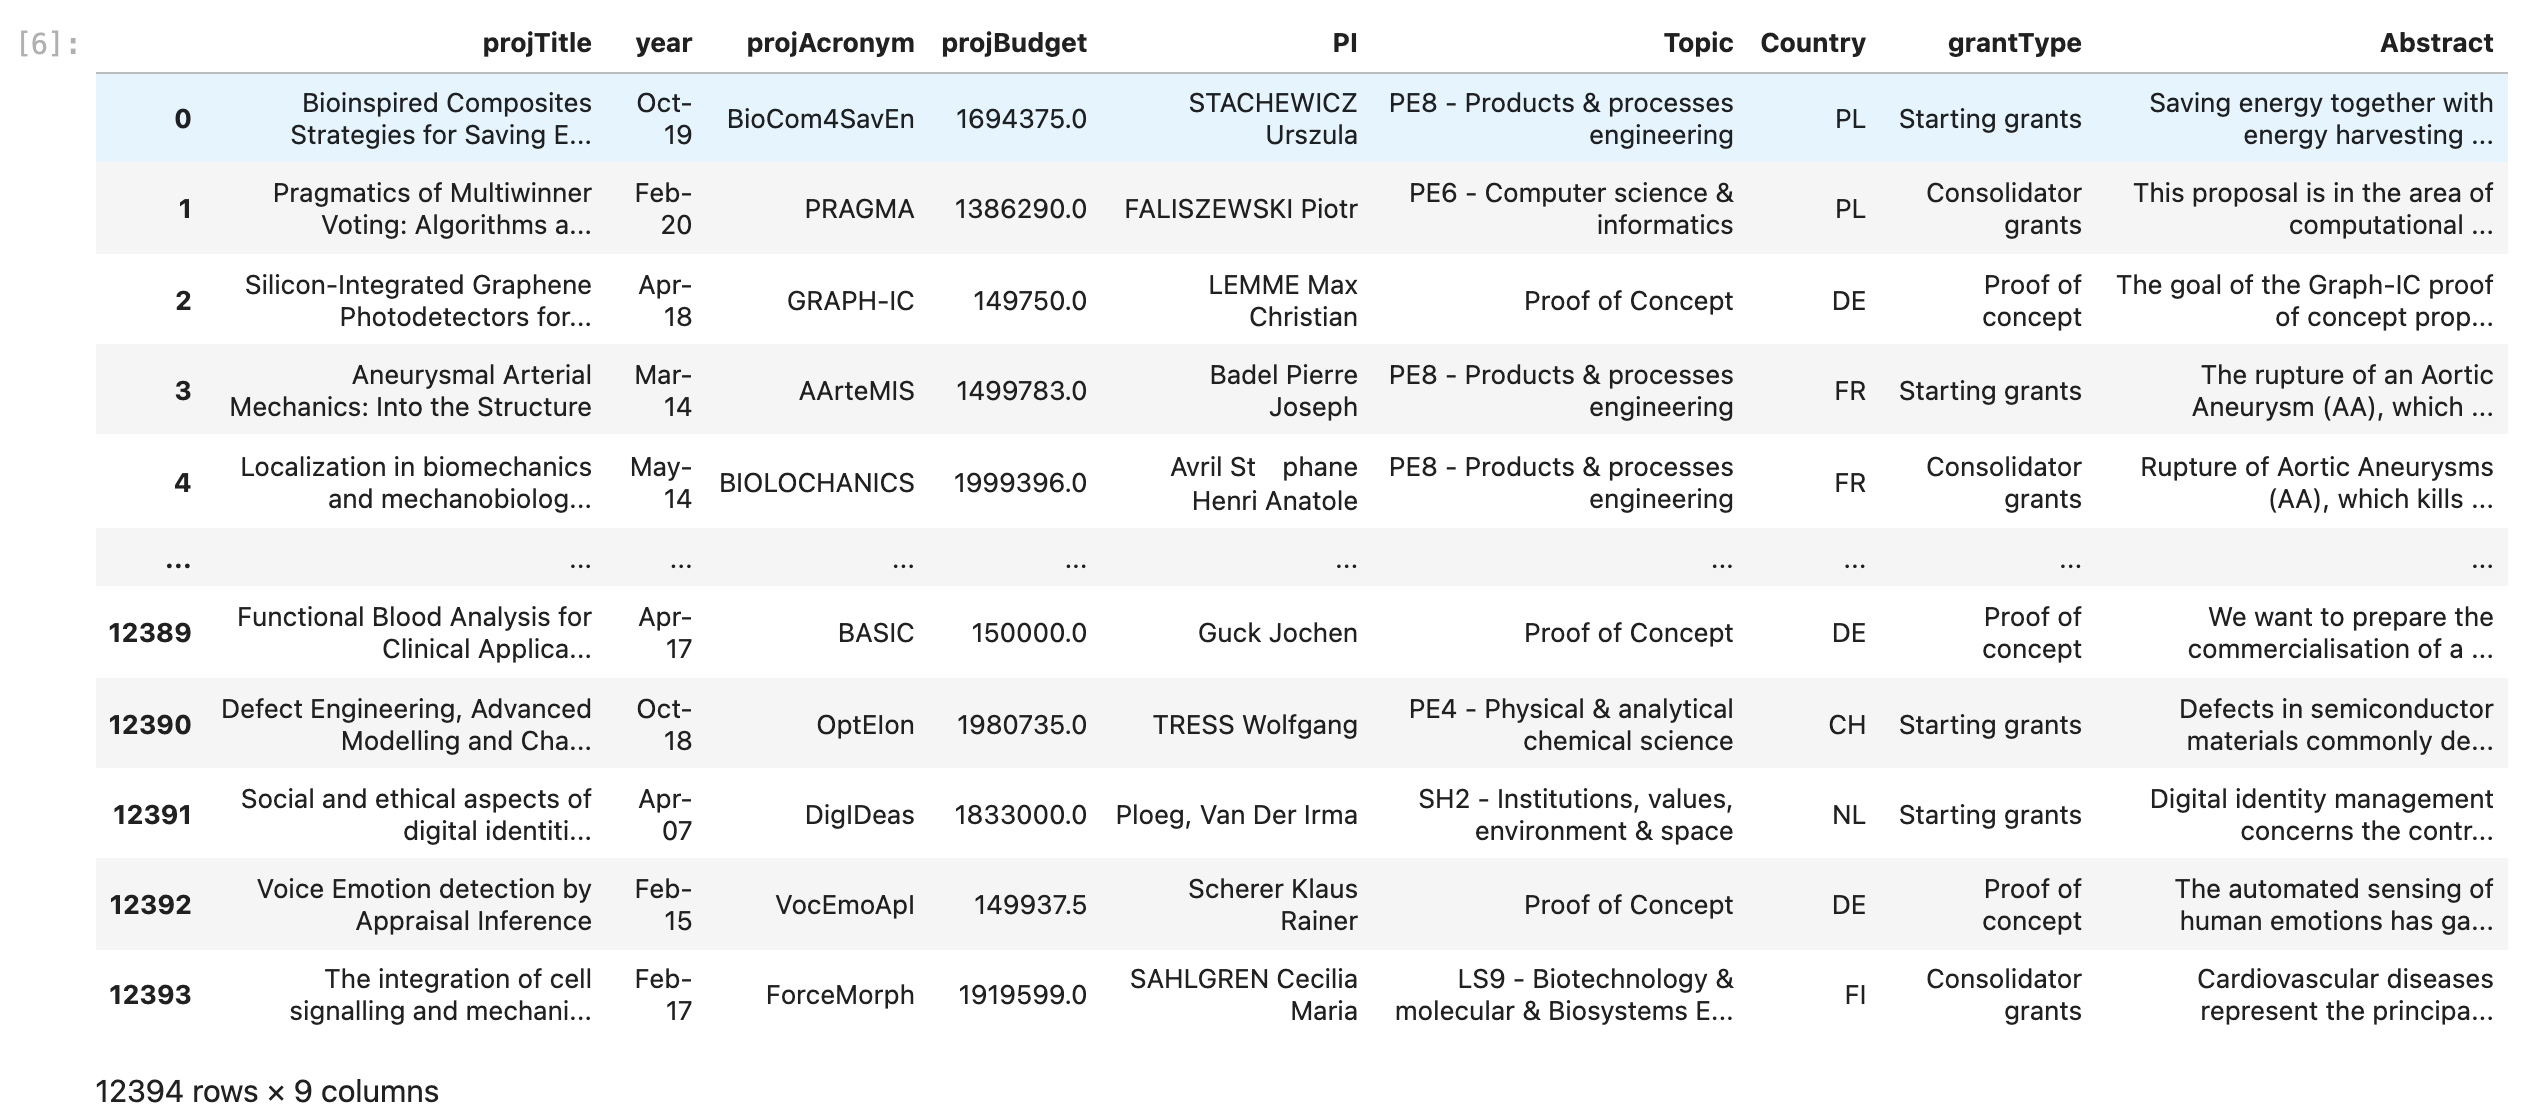 [6]:
projTitle year projAcronym projBudget PI Topic Country grantType Abstract
0 Bioinspired Composites Strategies for Saving E... Oct-19 BioCom4SavEn 1694375.0 STACHEWICZ Urszula PE8 - Products & processes engineering PL Starting grants Saving energy together with energy harvesting ...
1 Pragmatics of Multiwinner Voting: Algorithms a... Feb-20 PRAGMA 1386290.0 FALISZEWSKI Piotr PE6 - Computer science & informatics PL Consolidator grants This proposal is in the area of computational ...
2 Silicon-Integrated Graphene Photodetectors for... Apr-18 GRAPH-IC 149750.0 LEMME Max Christian Proof of Concept DE Proof of concept The goal of the Graph-IC proof of concept prop...
3 Aneurysmal Arterial Mechanics: Into the Structure Mar-14 AArteMIS 1499783.0 Badel Pierre Joseph PE8 - Products & processes engineering FR Starting grants The rupture of an Aortic Aneurysm (AA), which ...
4 Localization in biomechanics and mechanobiolog... May-14 BIOLOCHANICS 1999396.0 Avril St phane Henri Anatole PE8 - Products & processes engineering FR Consolidator grants Rupture of Aortic Aneurysms (AA), which kills ...
... ... ... ... ... ... ... ... ... ...
12389 Functional Blood Analysis for Clinical Applica... Apr-17 BASIC 150000.0 Guck Jochen Proof of Concept DE Proof of concept We want to prepare the commercialisation of a ...
12390 Defect Engineering, Advanced Modelling and Cha... Oct-18 OptElon 1980735.0 TRESS Wolfgang PE4 - Physical & analytical chemical science CH Starting grants Defects in semiconductor materials commonly de...
12391 Social and ethical aspects of digital identiti... Apr-07 DigIDeas 1833000.0 Ploeg, Van Der Irma SH2 - Institutions, values, environment & space NL Starting grants Digital identity management concerns the contr...
12392 Voice Emotion detection by Appraisal Inference Feb-15 VocEmoApI 149937.5 Scherer Klaus Rainer Proof of Concept DE Proof of concept The automated sensing of human emotions has ga...
12393 The integration of cell signalling and mechani... Feb-17 ForceMorph 1919599.0 SAHLGREN Cecilia Maria LS9 - Biotechnology & molecular & Biosystems E... FI Consolidator grants Cardiovascular diseases represent the principa...
12394 rows × 9 columns